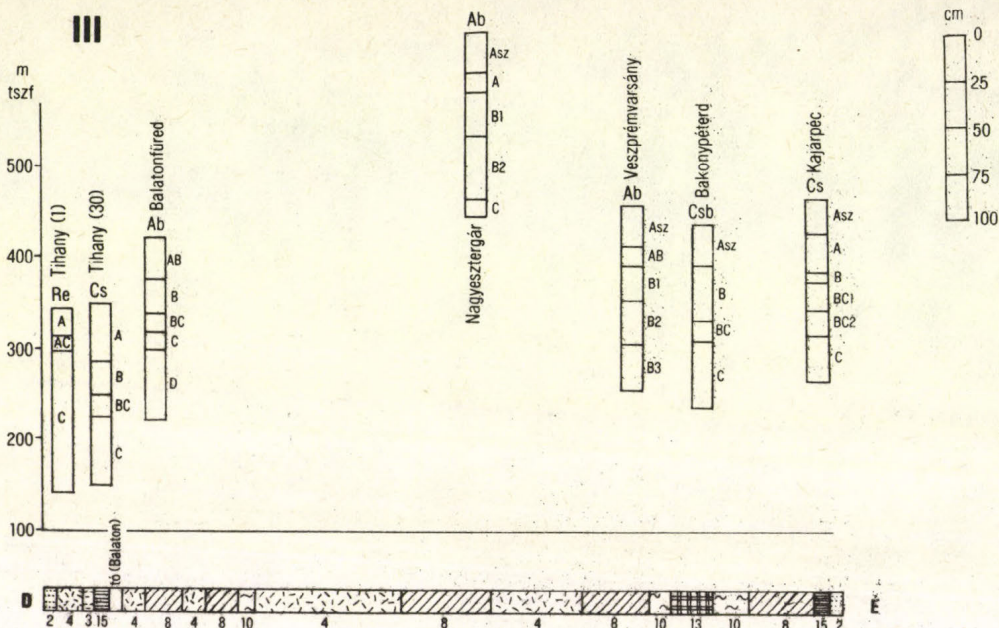 III
m
tszf
500
400
300
200
100
Tihany (1)
Re
A
AC
C
Tihany (30)
Cs
A
B
BC
C
Balatonfüred
Ab
AB
B
BC
C
D
Ab
Asz
A
B1
B2
C
Nagyesztergár
Veszprémvarsány
Ab
Asz
AB
B1
B2
B3
Bakonypéterd
Csb
Asz
B
BC
C
Kajárpéc
Cs
Asz
A
B
BC1
BC2
C
cm
0
25
50
75
100
tó (Balaton)
D É
2 4 3 15 4 8 4 8 10 4 8 4 8 10 13 10 8 15 2